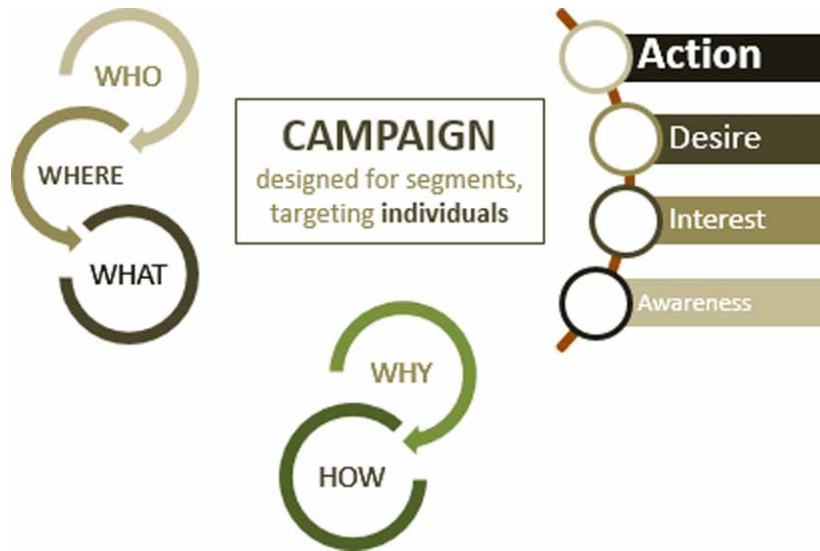 WHO
WHERE
WHAT
CAMPAIGN
designed for segments,
targeting individuals
Action
Desire
Interest
Awareness
WHY
HOW